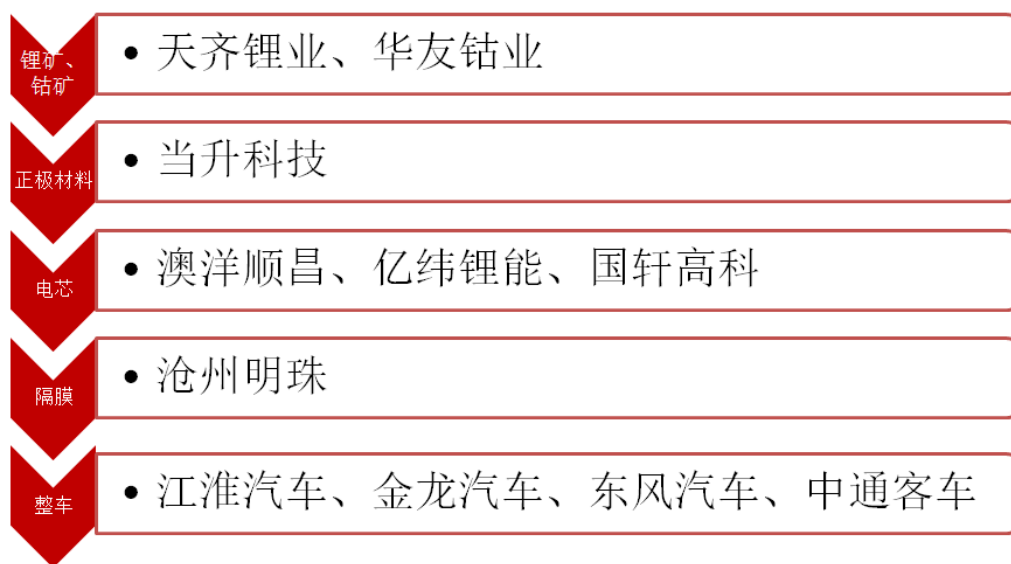 锂矿、
钴矿
• 天齐锂业、华友钴业
正极材料
• 当升科技
电芯
• 澳洋顺昌、亿纬锂能、国轩高科
隔膜
• 沧州明珠
整车
• 江淮汽车、金龙汽车、东风汽车、中通客车